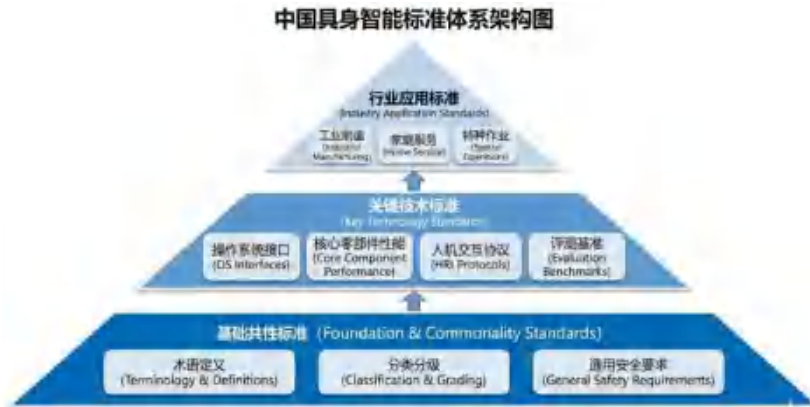 中国具身智能标准体系架构图
行业应用标准
(Industry Application Standards)
工业制造
(Industrial
Manufacturing)
家庭服务
(Home Service)
特种作业
(Special
Operations)
关键技术标准
(Key Technology Standards)
操作系统接口
(OS Interfaces)
核心零部件性能
(Core Component
Performance)
人机交互协议
(HRI Protocols)
评测基准
(Evaluation
Benchmarks)
基础共性标准 (Foundation & Commonality Standards)
术语定义
(Terminology & Definitions)
分类分级
(Classification & Grading)
通用安全要求
(General Safety Requirements)